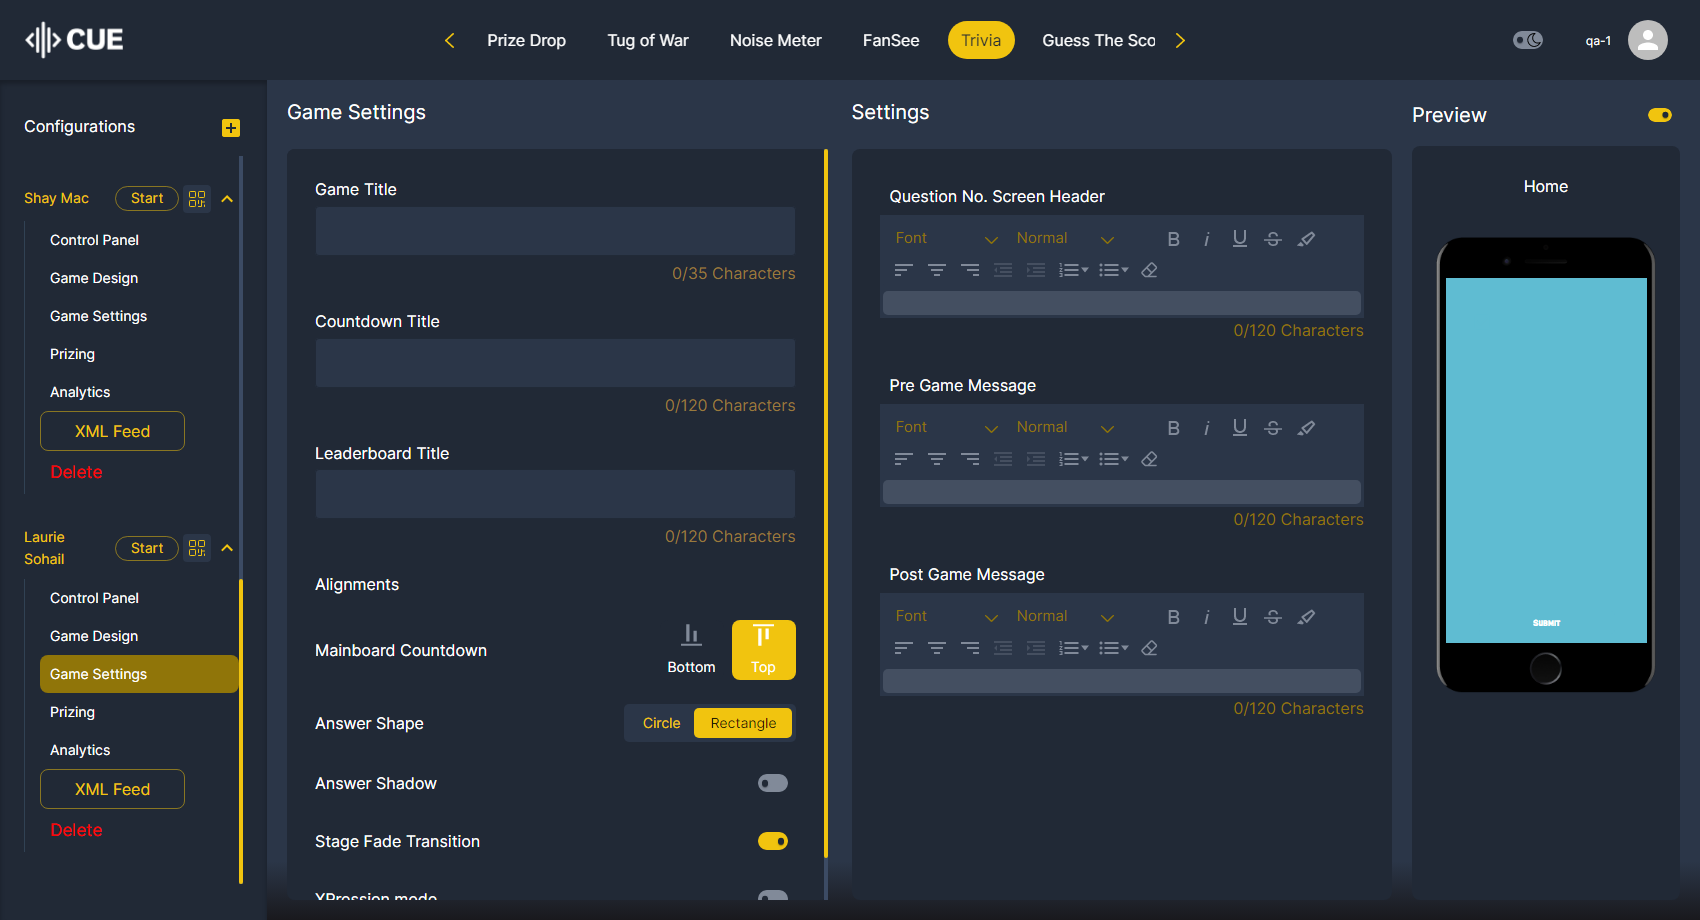 CUE
Prize Drop
Tug of War
Noise Meter
FanSee
Trivia
Guess The Sco
qa-1
Configurations
Shay Mac
Start
Control Panel
Game Design
Game Settings
Prizing
Analytics
XML Feed
Delete
Laurie
Sohail
Start
Control Panel
Game Design
Game Settings
Prizing
Analytics
XML Feed
Delete
Game Settings
Game Title
0/35 Characters
Countdown Title
0/120 Characters
Leaderboard Title
0/120 Characters
Alignments
Mainboard Countdown
Bottom
Top
Answer Shape
Circle
Rectangle
Answer Shadow
Stage Fade Transition
XPression mode
Settings
Question No. Screen Header
Font
Normal
B i U S
0/120 Characters
Pre Game Message
Font
Normal
B i U S
0/120 Characters
Post Game Message
Font
Normal
B i U S
0/120 Characters
Preview
Home
SUBMIT